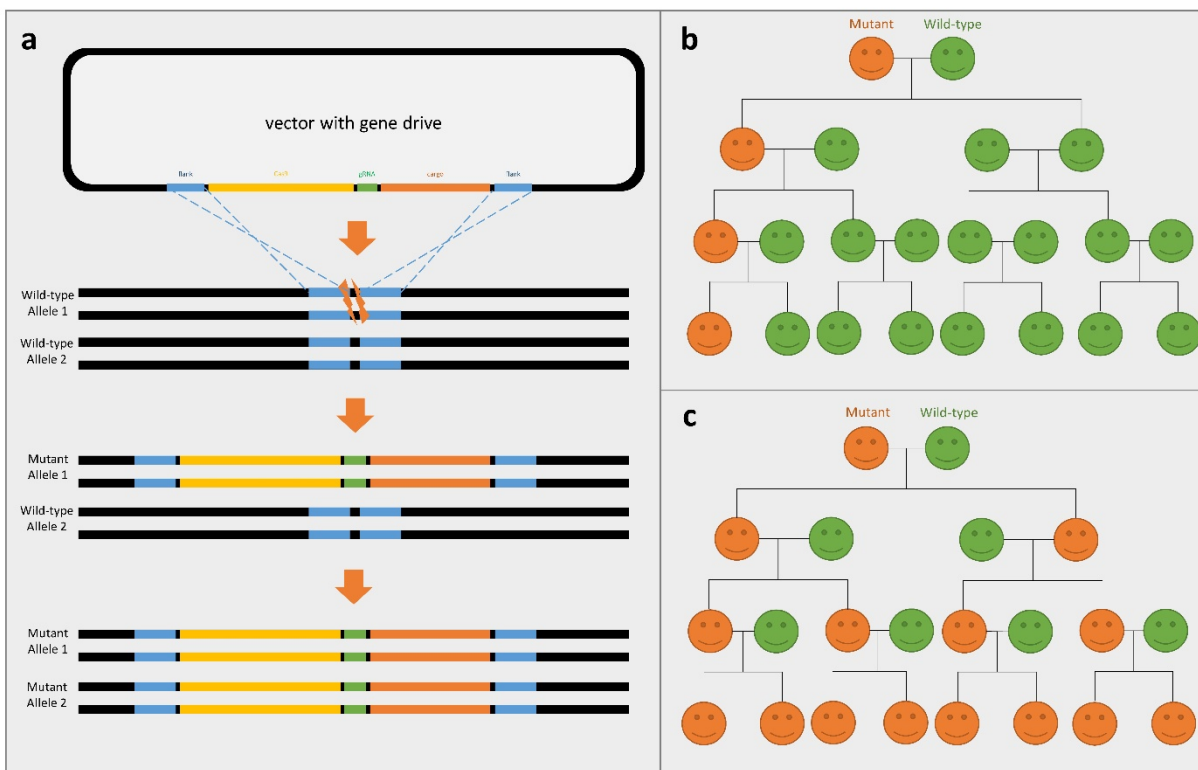 a
vector with gene drive
flank Cas9 gRNA cargo flank
Wild-type
Allele 1
Wild-type
Allele 2
Mutant
Allele 1
Wild-type
Allele 2
Mutant
Allele 1
Mutant
Allele 2
b
Mutant Wild-type
c
Mutant Wild-type